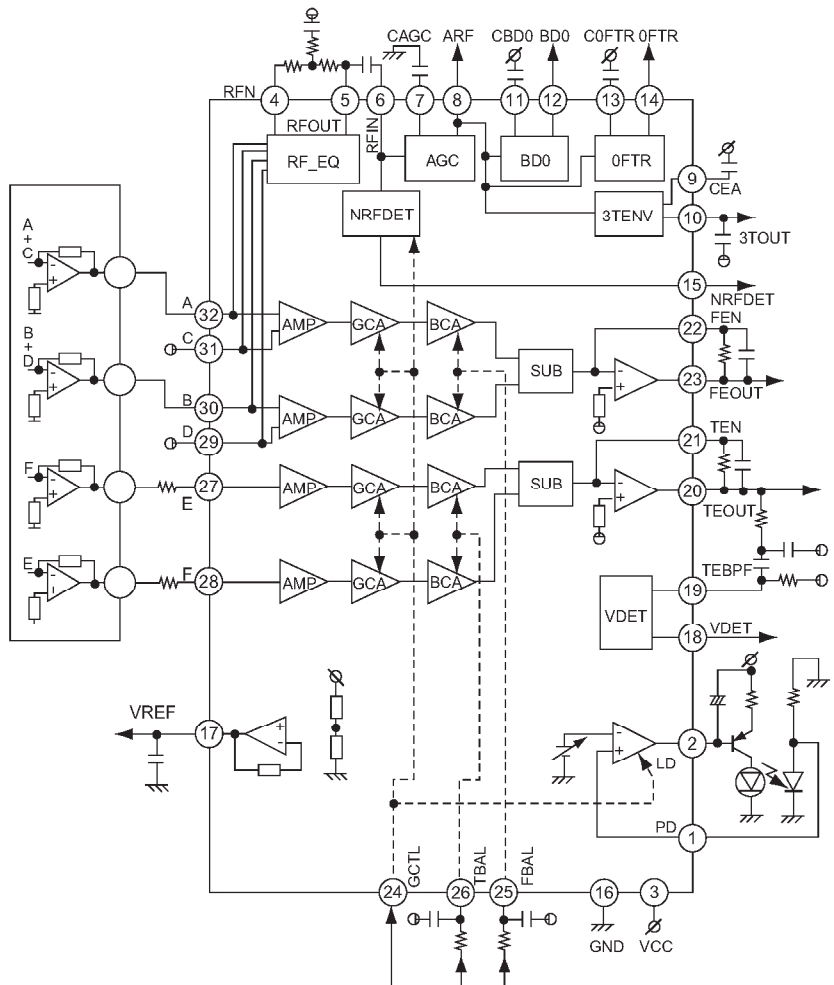 CAGC ARF CBD0 BD0 C0FTR 0FTR
RFN 4 5 6 7 8 11 12 13 14
RFOUT RFIN
RF_EQ AGC BD0 0FTR
9
CEA
NRFDET 3TENV 10
3TOUT
A
+
C
- +
15
NRFDET
A 32 AMP GCA BCA FEN
22
C 31
SUB - + 23
FEOUT
B
+
D
- +
B 30 AMP GCA BCA
D 29
21 TEN
F - + 27 AMP GCA BCA SUB - + 20
E TEOUT
E - F 28 AMP GCA BCA TEBPF
19
VDET
18 VDET
VREF
17 + -
- + LD 2
PD 1
GCTL TBAL FBAL
24 26 25 16 3
GND VCC